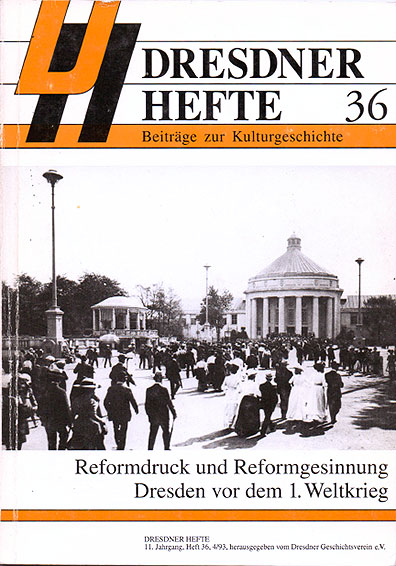 DRESDNER
HEFTE 36
Beiträge zur Kulturgeschichte
Reformdruck und Reformgesinnung
Dresden vor dem 1. Weltkrieg
DRESDNER HEFTE
11. Jahrgang, Heft 36, 4/93, herausgegeben vom Dresdner Geschichtsverein e.V.